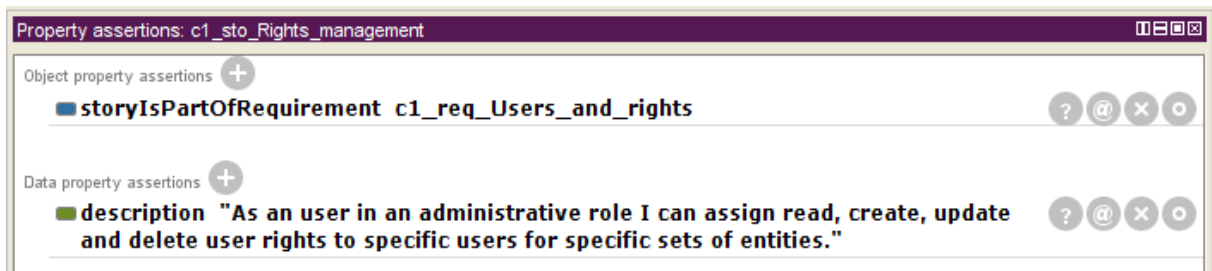 Property assertions: c1_sto_Rights_management
Object property assertions
storyIsPartOfRequirement c1_req_Users_and_rights
Data property assertions
description "As an user in an administrative role I can assign read, create, update
and delete user rights to specific users for specific sets of entities."